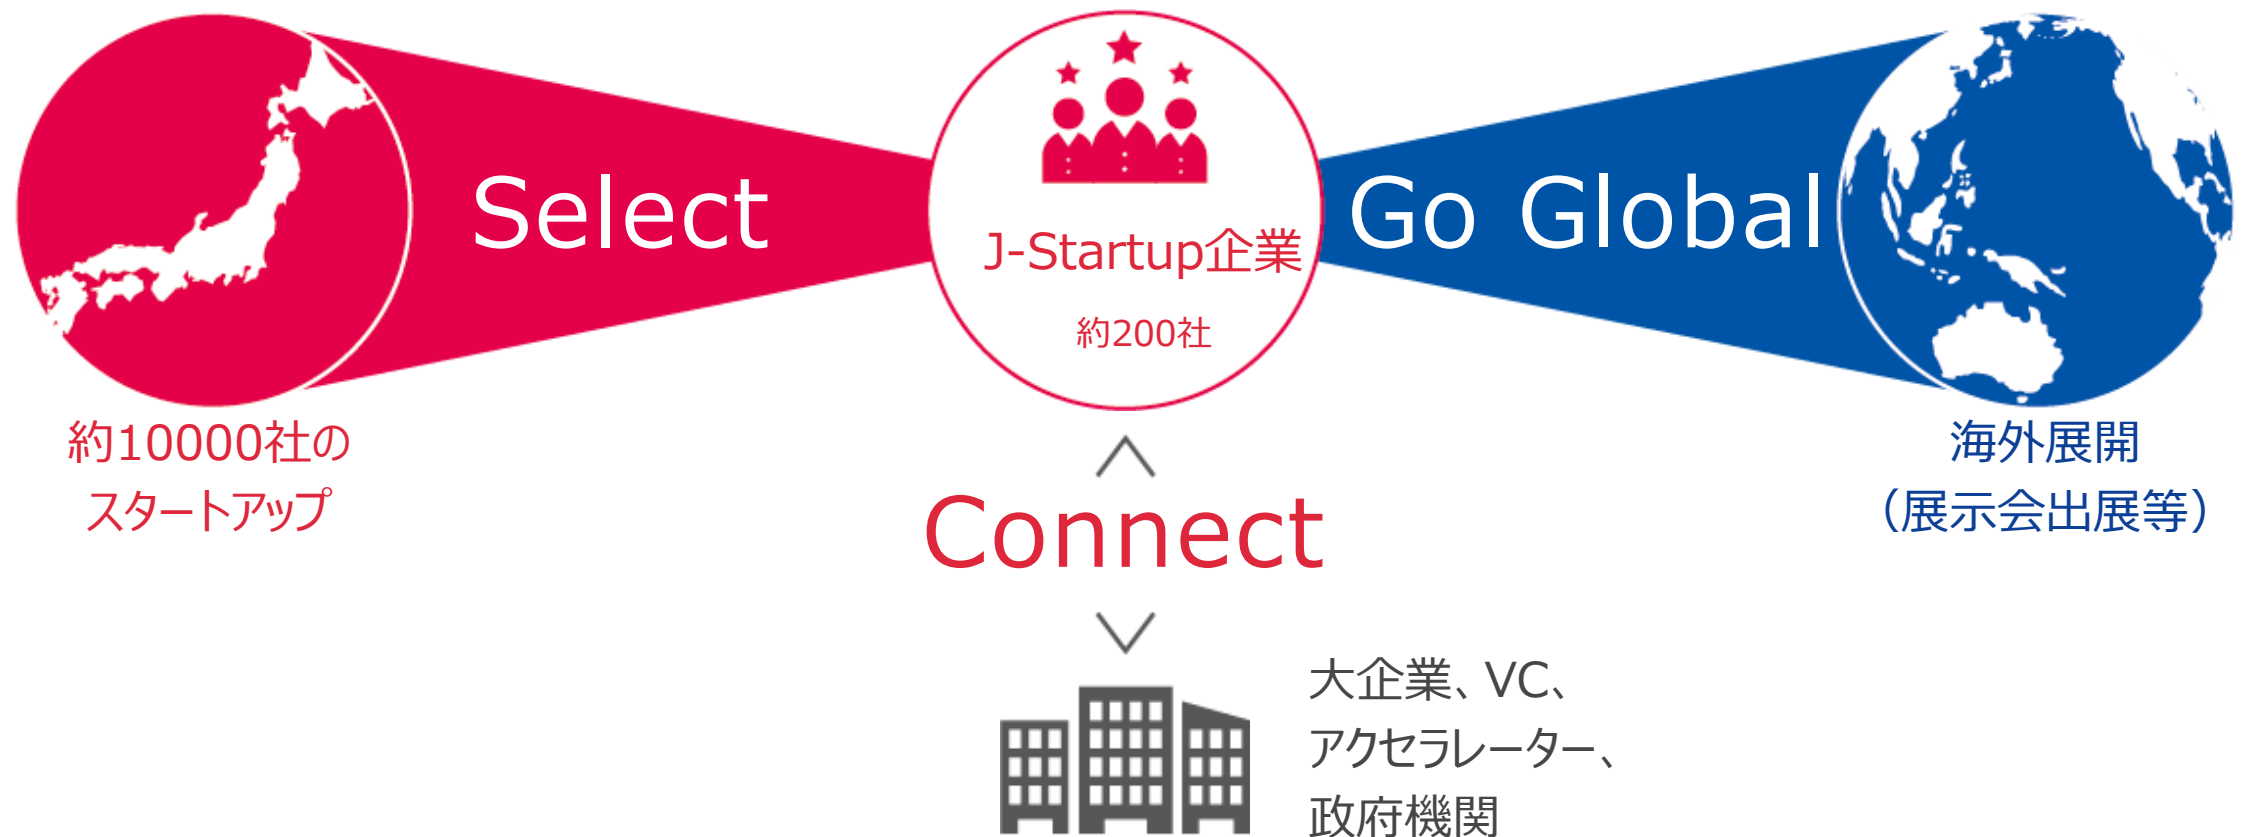 Select
J-Startup企業
約200社
Go Global
約10000社の
スタートアップ
海外展開
（展示会出展等）
Connect
大企業、VC、
アクセラレーター、
政府機関